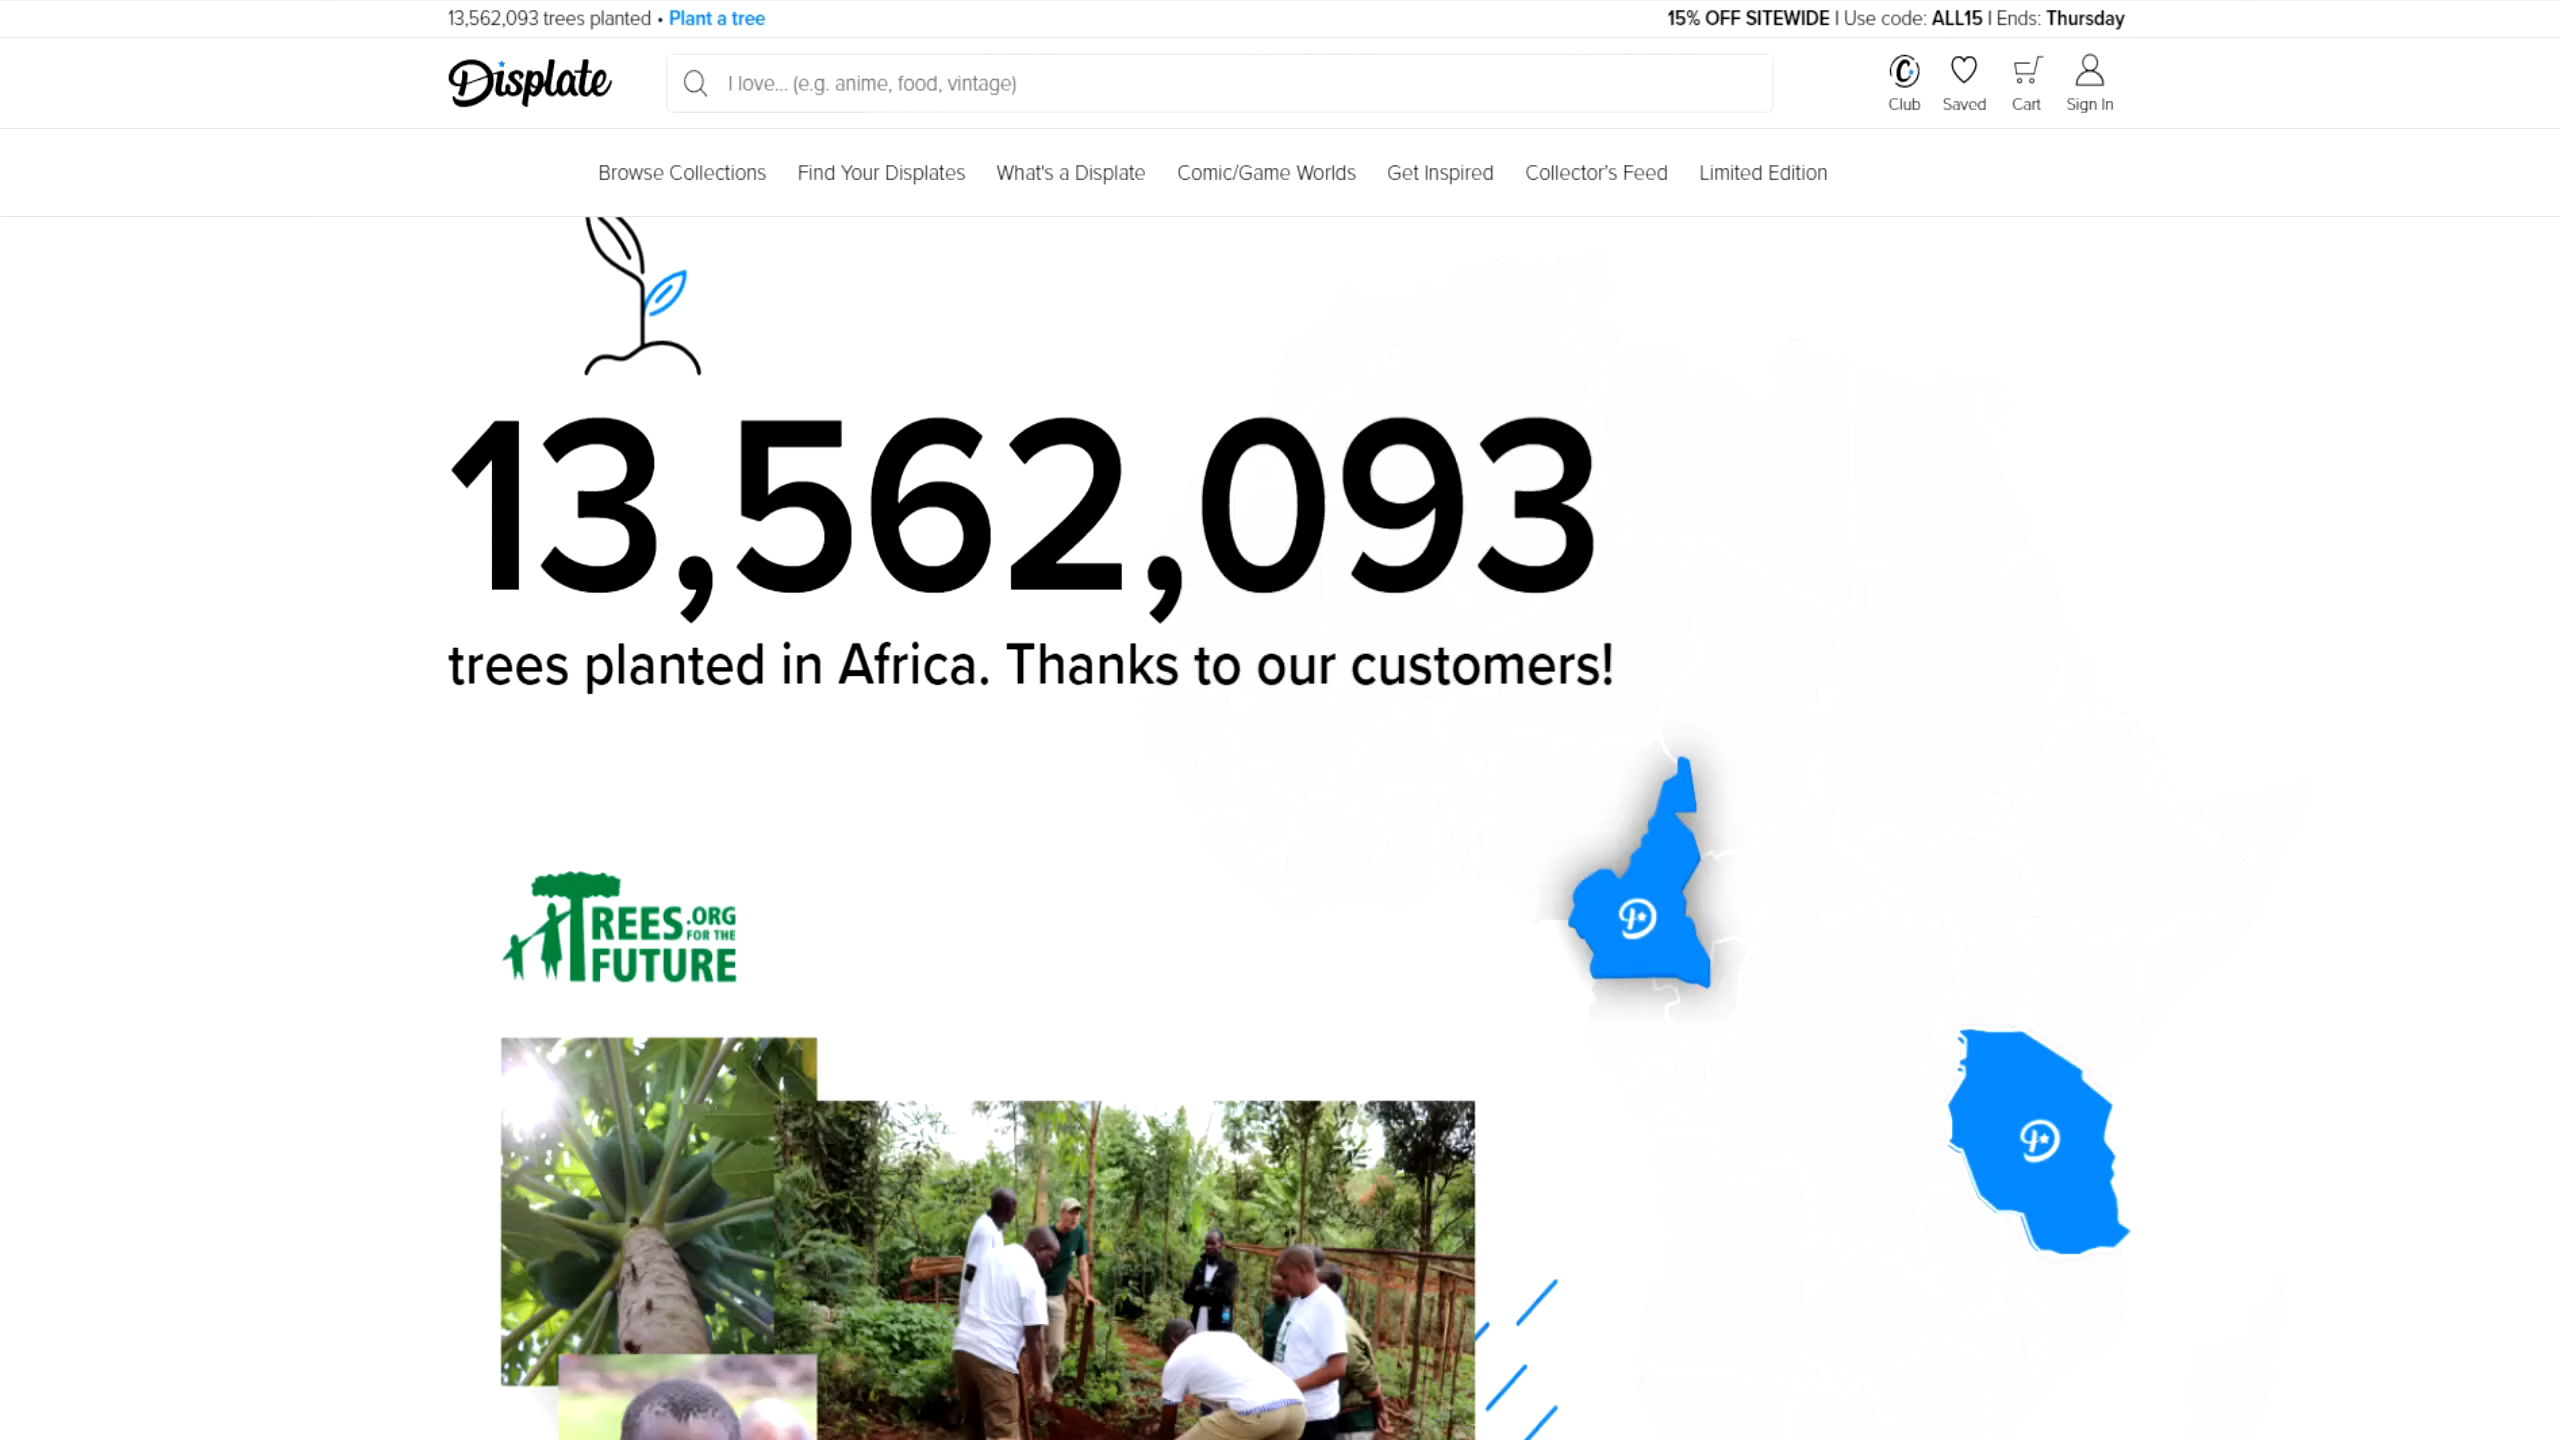 13,562,093 trees planted • Plant a tree
15% OFF SITEWIDE | Use code: ALL15 | Ends: Thursday
Displate
I love... (e.g. anime, food, vintage)
Club
Saved
Cart
Sign In
Browse Collections
Find Your Displates
What's a Displate
Comic/Game Worlds
Get Inspired
Collector's Feed
Limited Edition
13,562,093
trees planted in Africa. Thanks to our customers!
TREES.ORG
FOR THE
FUTURE